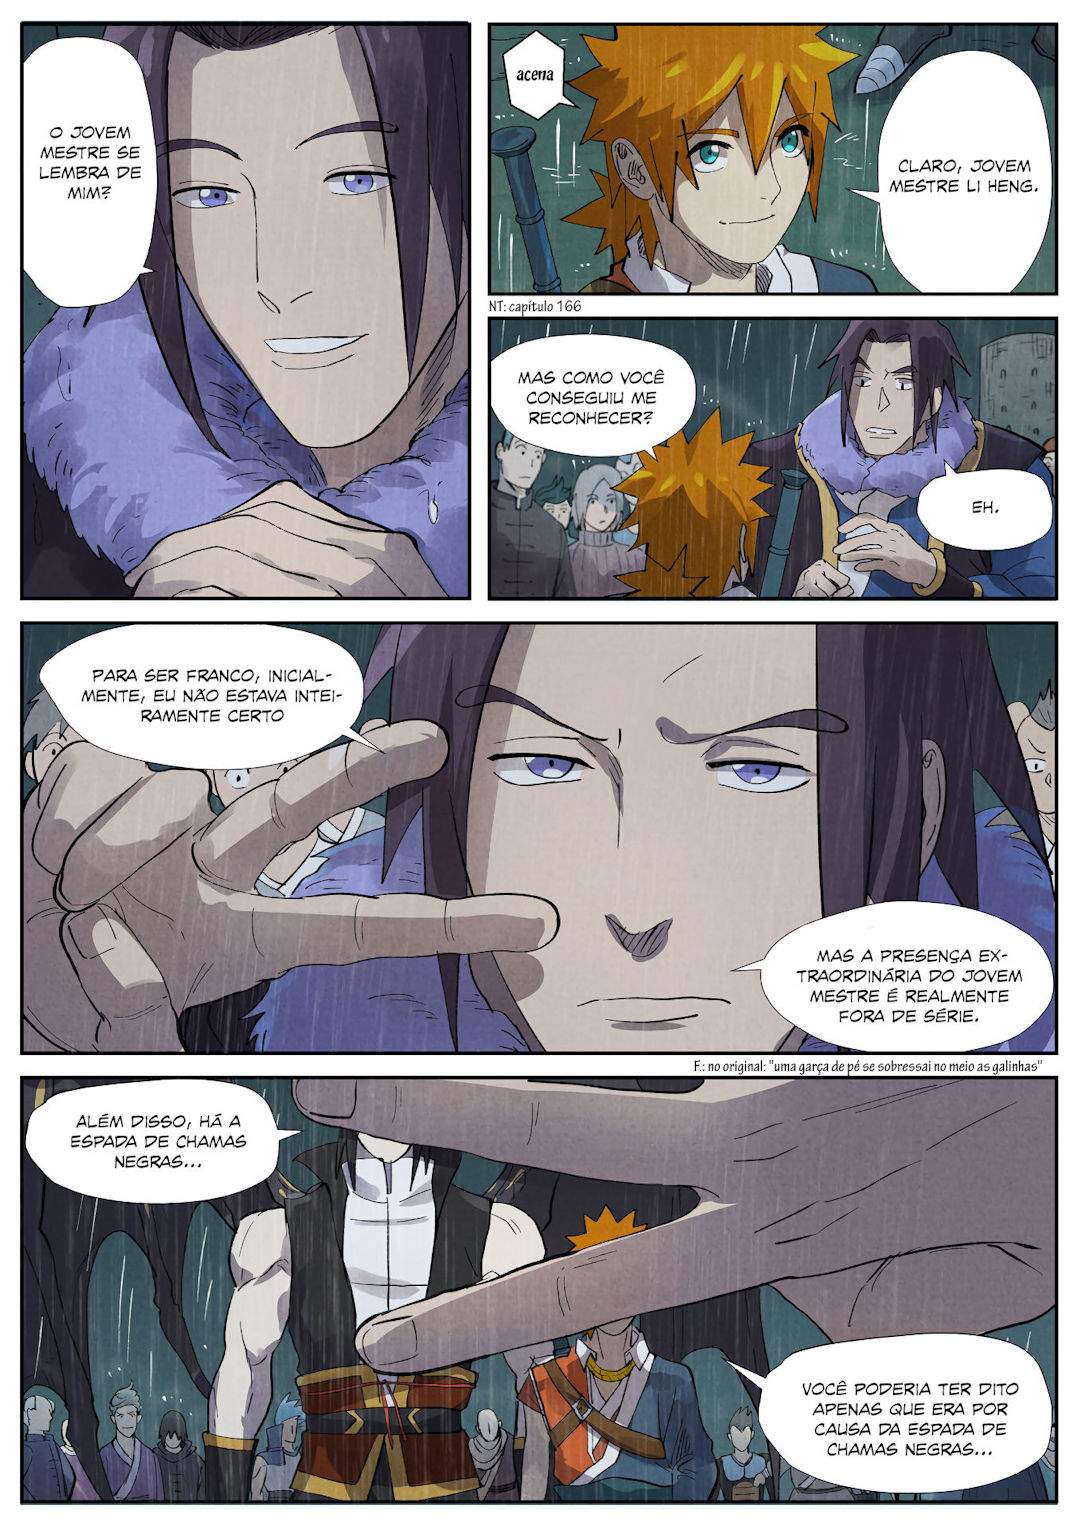 O JOVEM
MESTRE SE
LEMBRA DE
MIM?
acena
CLARO, JOVEM
MESTRE LI HENG.
NT: capítulo 166
MAS COMO VOCÊ
CONSEGUIU ME
RECONHECER?
EH.
PARA SER FRANCO, INICIAL-
MENTE, EU NÃO ESTAVA INTEI-
RAMENTE CERTO
MAS A PRESENÇA EX-
TRAORDINÁRIA DO JOVEM
MESTRE É REALMENTE
FORA DE SÉRIE.
F.: no original: "uma garça de pé se sobressai no meio as galinhas"
ALÉM DISSO, HÁ A
ESPADA DE CHAMAS
NEGRAS...
VOCÊ PODERIA TER DITO
APENAS QUE ERA POR
CAUSA DA ESPADA DE
CHAMAS NEGRAS...